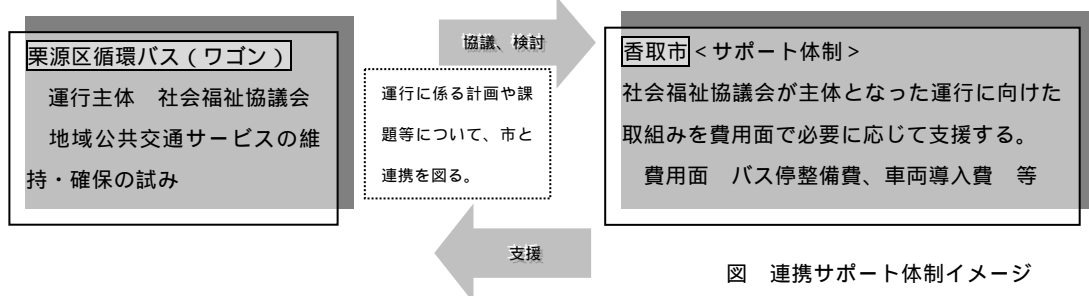 栗源区循環バス（ワゴン）
運行主体　社会福祉協議会
地域公共交通サービスの維
持・確保の試み
協議、検討
運行に係る計画や課
題等について、市と
連携を図る。
支援
香取市＜サポート体制＞
社会福祉協議会が主体となった運行に向けた
取組みを費用面で必要に応じて支援する。
費用面　バス停整備費、車両導入費　等
図　連携サポート体制イメージ